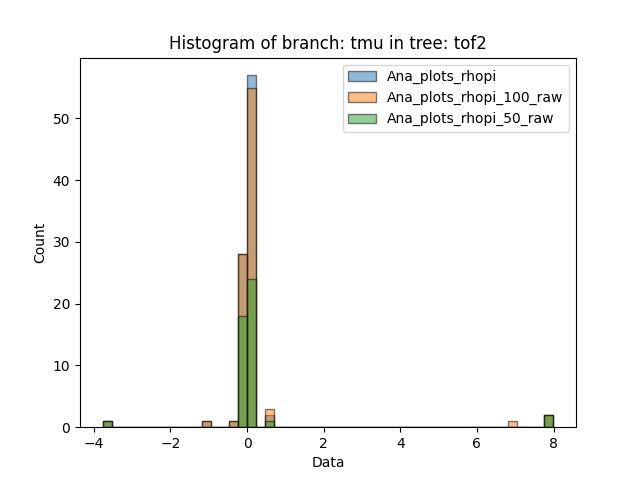 Histogram of branch: tmu in tree: tof2
Ana_plots_rhopi
Ana_plots_rhopi_100_raw
Ana_plots_rhopi_50_raw
Count
50
40
30
20
10
0
−4
−2
0
2
4
6
8
Data